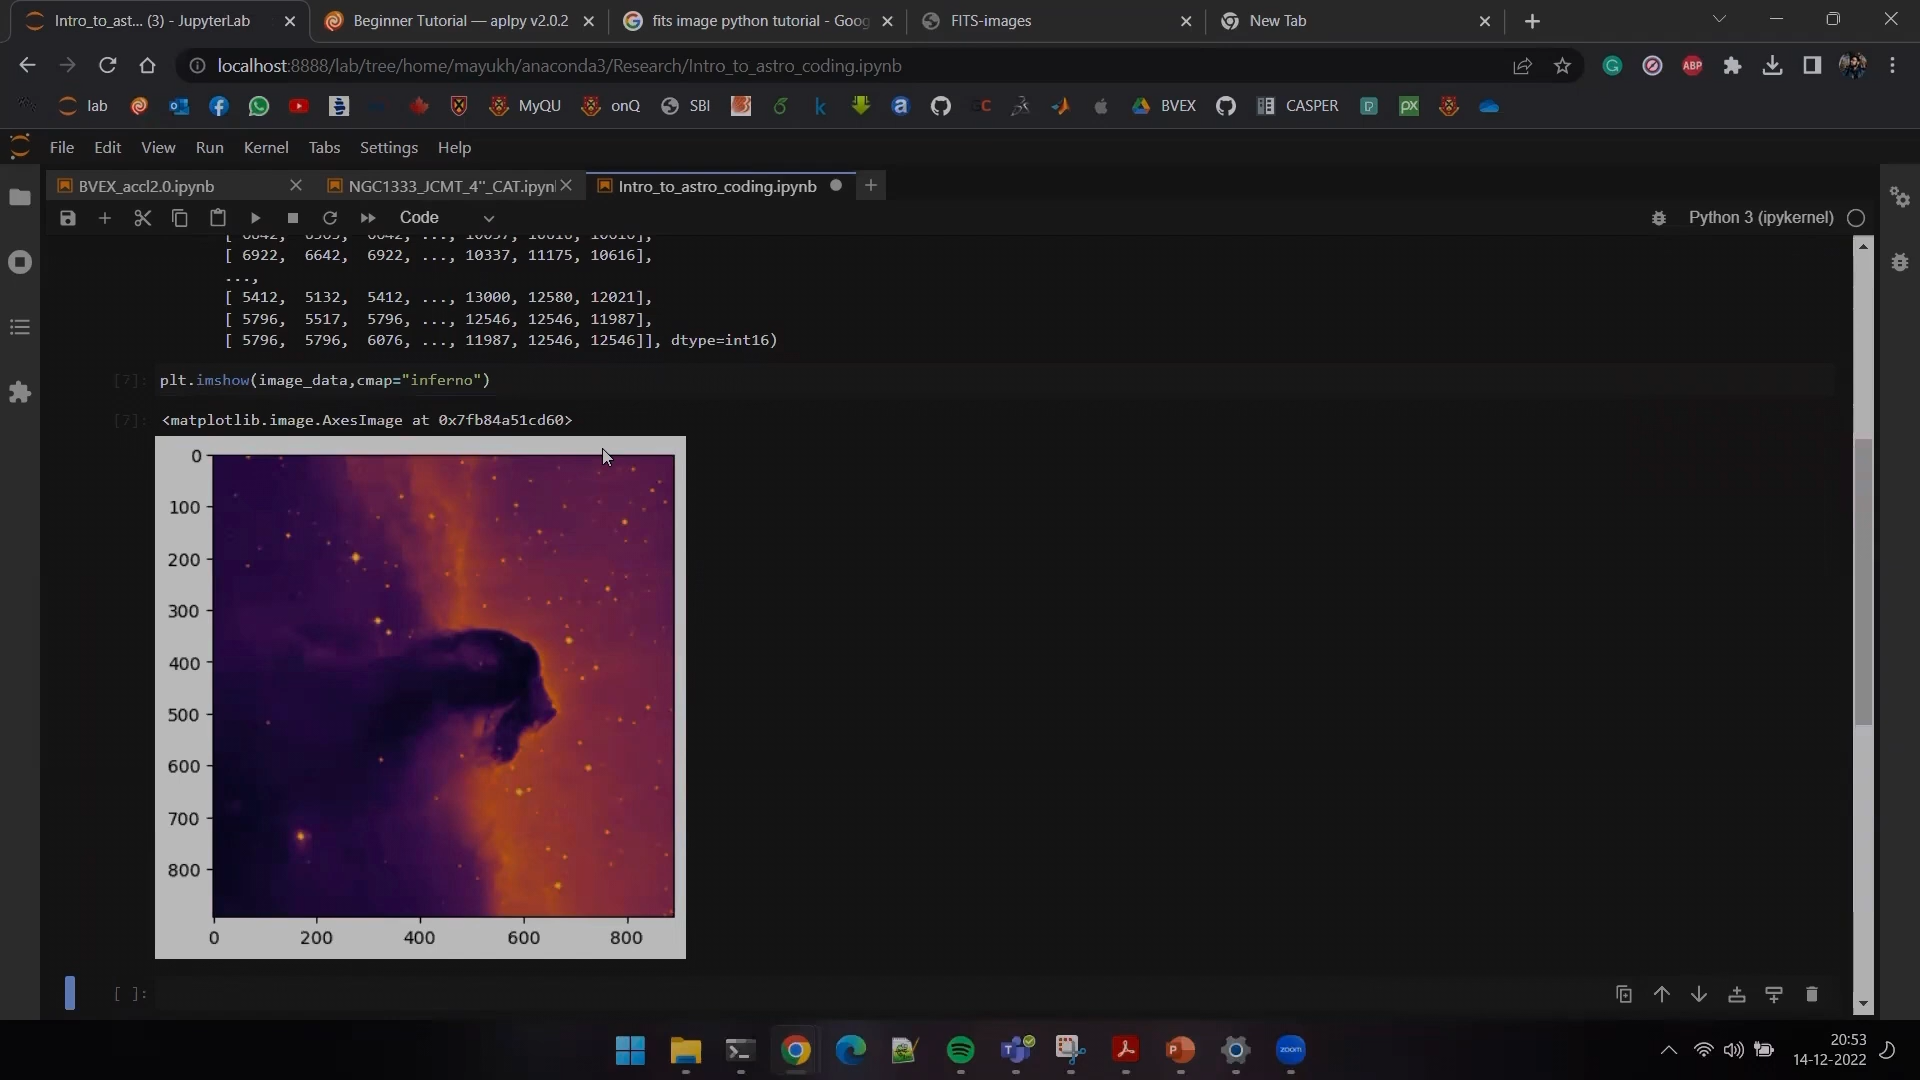 Intro_to_ast... (3) - JupyterLab
Beginner Tutorial — aplpy v2.0.2
fits image python tutorial - Goog
FITS-images
New Tab
localhost:8888/lab/tree/home/mayukh/anaconda3/Research/Intro_to_astro_coding.ipynb
ABP
lab MyQU onQ SBI BVEX CASPER
File Edit View Run Kernel Tabs Settings Help
BVEX_accl2.0.ipynb
NGC1333_JCMT_4''_CAT.ipynl
Intro_to_astro_coding.ipynb
Code
Python 3 (ipykernel)
[ 6922, 6642, 6922, ..., 10337, 11175, 10616],
...,
[ 5412, 5132, 5412, ..., 13000, 12580, 12021],
[ 5796, 5517, 5796, ..., 12546, 12546, 11987],
[ 5796, 5796, 6076, ..., 11987, 12546, 12546]], dtype=int16)
[7]: plt.imshow(image_data,cmap="inferno")
[7]: <matplotlib.image.AxesImage at 0x7fb84a51cd60>
0
100
200
300
400
500
600
700
800
0 200 400 600 800
[ ]:
zoom
20:53
14-12-2022